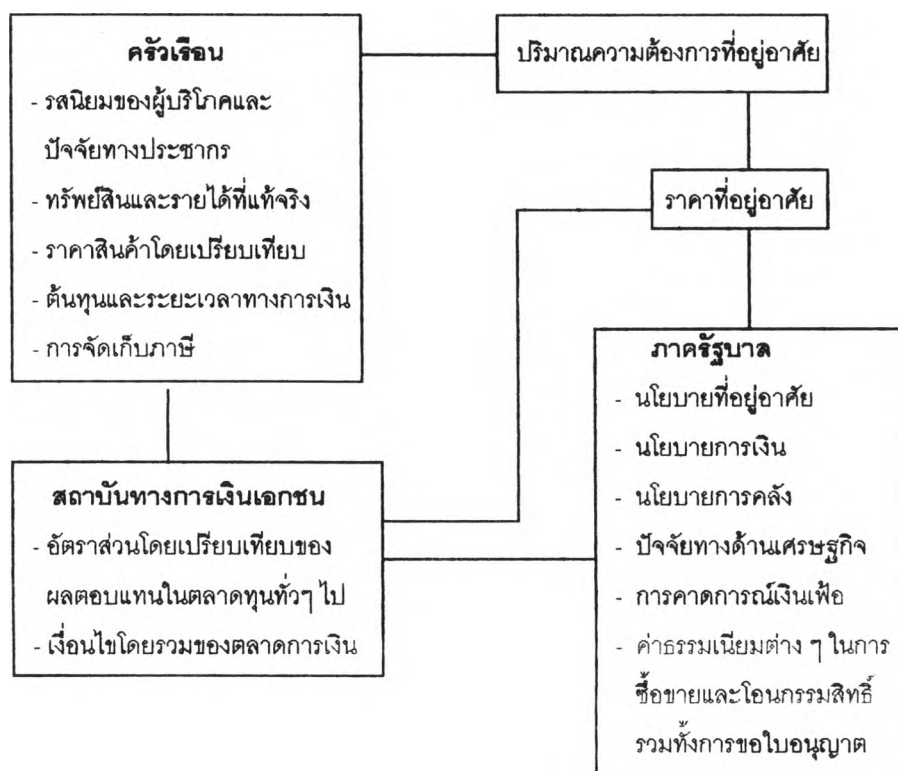 ครัวเรือน
- รสนิยมของผู้บริโภคและ
ปัจจัยทางประชากร
- ทรัพย์สินและรายได้ที่แท้จริง
- ราคาสินค้าโดยเปรียบเทียบ
- ต้นทุนและระยะเวลาทางการเงิน
- การจัดเก็บภาษี
ปริมาณความต้องการที่อยู่อาศัย
ราคาที่อยู่อาศัย
สถาบันทางการเงินเอกชน
- อัตราส่วนโดยเปรียบเทียบของ
ผลตอบแทนในตลาดทุนทั่วๆ ไป
- เงื่อนไขโดยรวมของตลาดการเงิน
ภาครัฐบาล
- นโยบายที่อยู่อาศัย
- นโยบายการเงิน
- นโยบายการคลัง
- ปัจจัยทางด้านเศรษฐกิจ
- การคาดการณ์เงินเฟ้อ
- ค่าธรรมเนียมต่าง ๆ ในการ
ซื้อขายและโอนกรรมสิทธิ์
รวมทั้งการขอใบอนุญาต